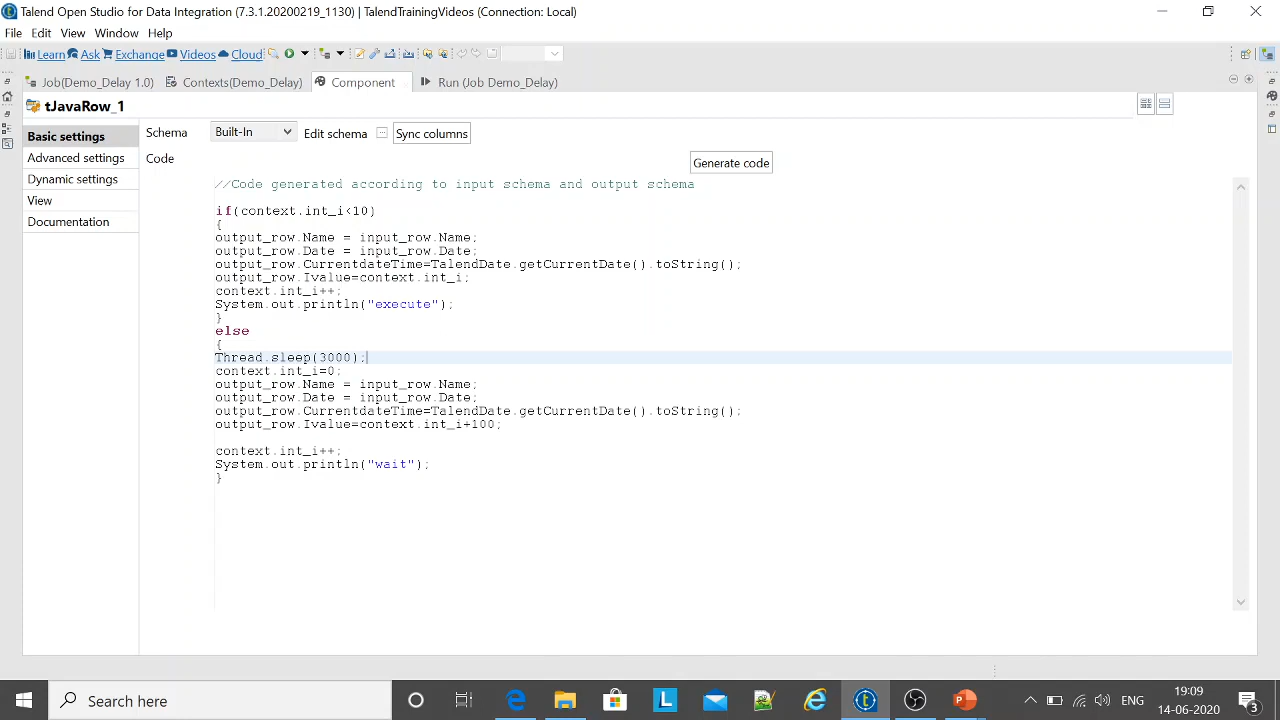 Talend Open Studio for Data Integration (7.3.1.20200219_1130) | TalendTrainingVideos (Connection: Local)
File Edit View Window Help
Learn Ask Exchange Videos Cloud
Job(Demo_Delay 1.0) Contexts(Demo_Delay) Component Run (Job Demo_Delay)
tJavaRow_1
Basic settings
Advanced settings
Dynamic settings
View
Documentation
Schema Built-In Edit schema ... Sync columns
Code
Generate code
//Code generated according to input schema and output schema
if(context.int_i<10)
{
output_row.Name = input_row.Name;
output_row.Date = input_row.Date;
output_row.CurrentdateTime=TalendDate.getCurrentDate().toString();
output_row.Ivalue=context.int_i;
context.int_i++;
System.out.println("execute");
}
else
{
Thread.sleep(3000);
context.int_i=0;
output_row.Name = input_row.Name;
output_row.Date = input_row.Date;
output_row.CurrentdateTime=TalendDate.getCurrentDate().toString();
output_row.Ivalue=context.int_i+100;
context.int_i++;
System.out.println("wait");
}
Search here
ENG
19:09
14-06-2020
3